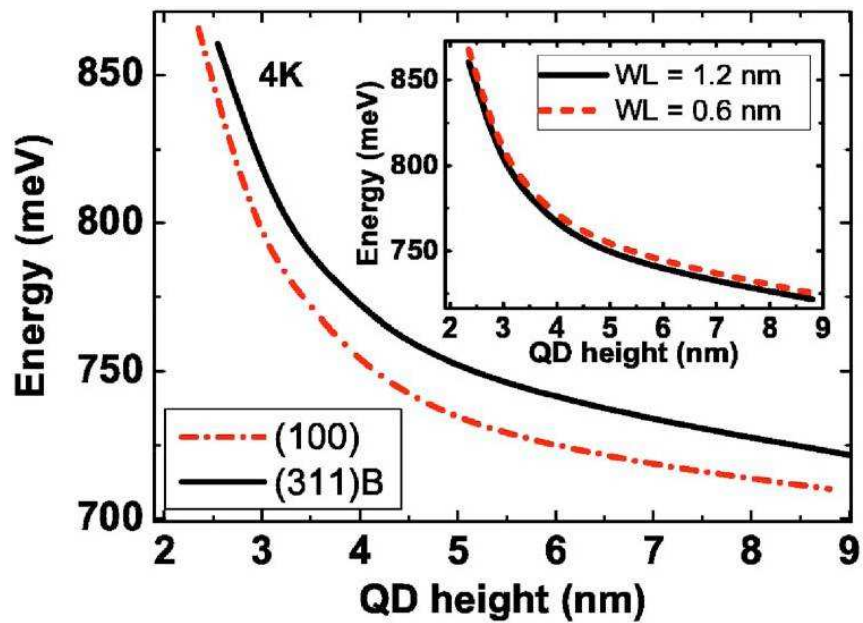 Energy (meV)
850
800
750
700
4K
(100)
(311)B
2 3 4 5 6 7 8 9
QD height (nm)
Energy (meV)
850
800
750
WL = 1.2 nm
WL = 0.6 nm
2 3 4 5 6 7 8 9
QD height (nm)